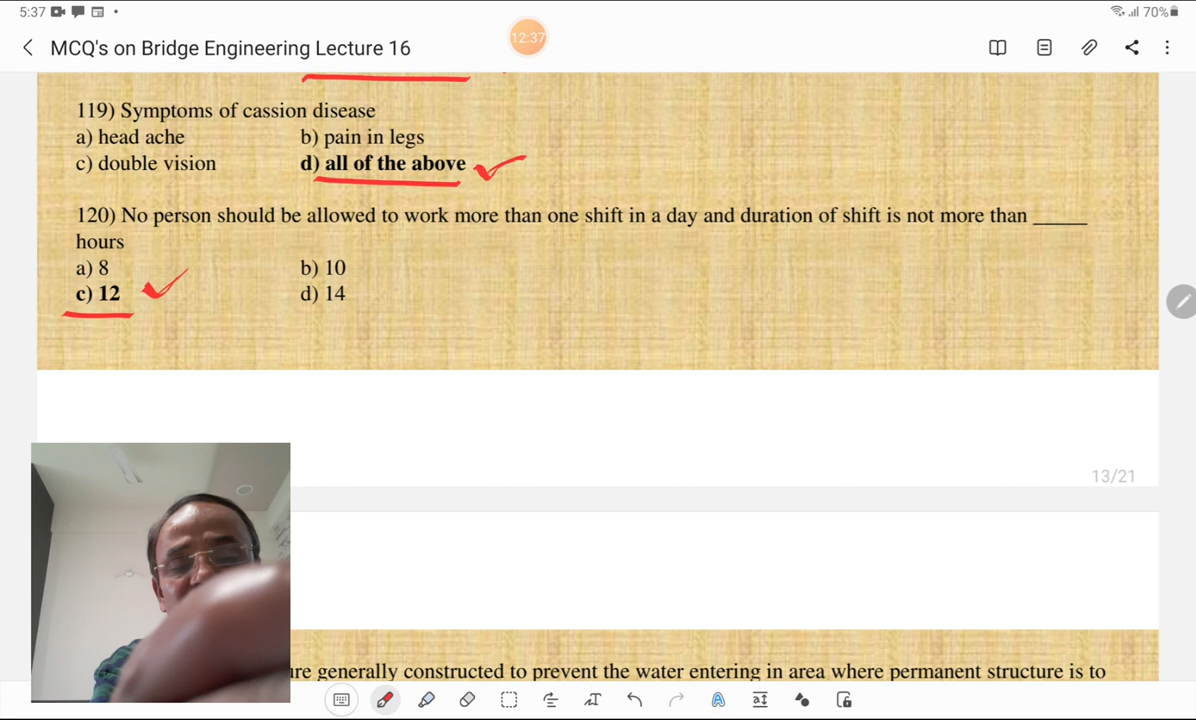 5:37
70%
MCQ's on Bridge Engineering Lecture 16
12:37
119) Symptoms of cassion disease
a) head ache b) pain in legs
c) double vision d) all of the above
120) No person should be allowed to work more than one shift in a day and duration of shift is not more than _____
hours
a) 8 b) 10
c) 12 d) 14
13/21
generally constructed to prevent the water entering in area where permanent structure is to